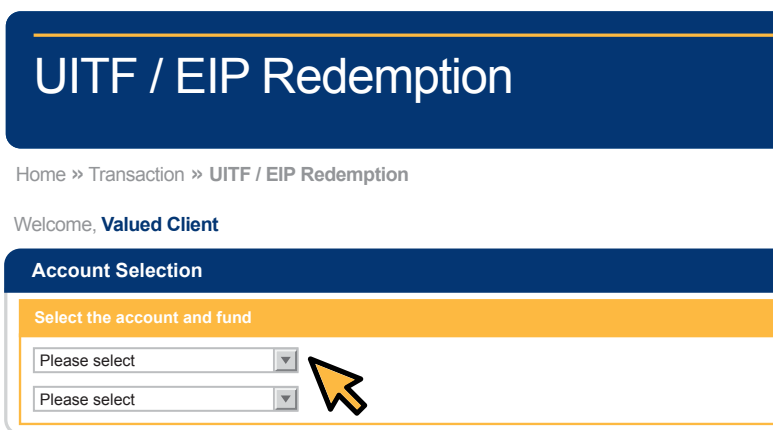 UITF / EIP Redemption
Home » Transaction » UITF / EIP Redemption
Welcome, Valued Client
Account Selection
Select the account and fund
Please select
Please select